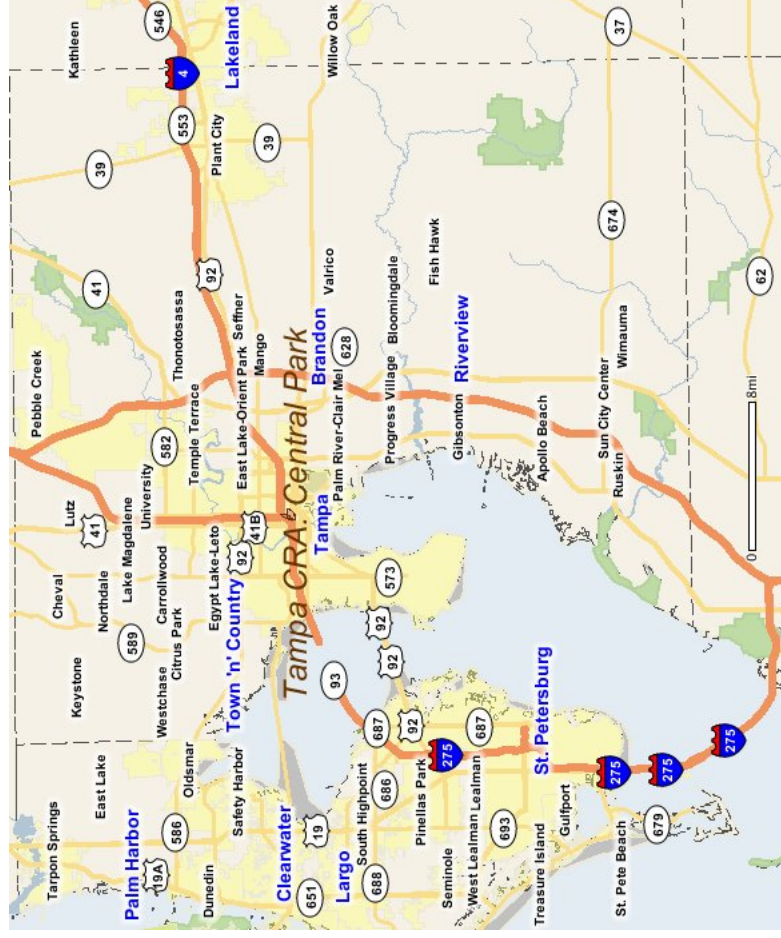 Tarpon Springs
Keystone
Cheval
Lutz
Pebble Creek
Kathleen
East Lake
Northdale
41
41
39
546
Palm Harbor
19A
586
589
Lake Magdalene
University
582
Thonotosassa
4
553
Oldsmar
Westchase
Citrus Park
Carrollwood
Temple Terrace
92
Plant City
Lakeland
Dunedin
Safety Harbor
Town 'n' Country
Egypt Lake-Leto
92
41B
East Lake-Orient Park
Seffner
Mango
39
Clearwater
651
19
Tampa CRA: Central Park
Largo
93
Tampa
Brandon
Valrico
Willow Oak
South Highpoint
688
686
687
92
92
92
573
Palm River-Clair Mel
628
Pinellas Park
Progress Village
Bloomingdale
Seminole
275
West Lealman
Lealman
687
Gibsonton
Riverview
Fish Hawk
693
Treasure Island
Gulfport
St. Petersburg
Apollo Beach
St. Pete Beach
275
Ruskin
Sun City Center
Wimauma
674
37
679
275
275
0
8mi
62